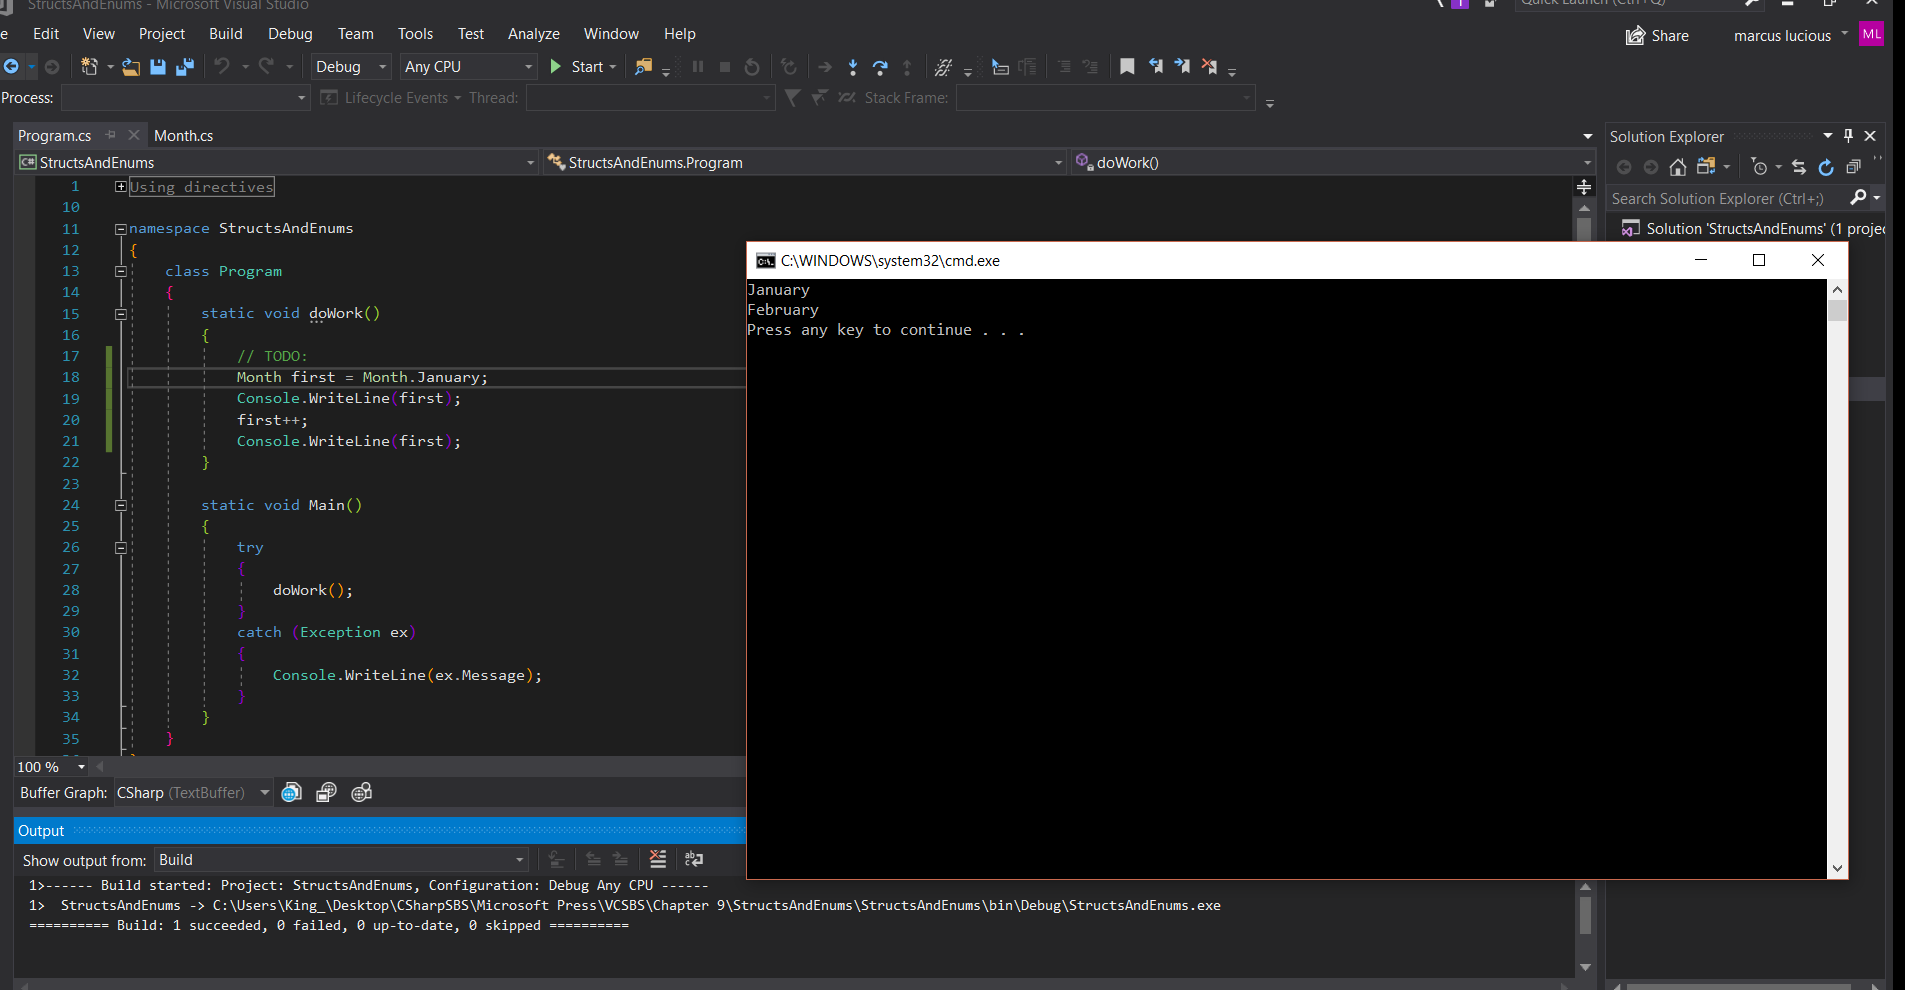 StructsAndEnums - Microsoft Visual Studio
Quick Launch (Ctrl+Q)
e Edit View Project Build Debug Team Tools Test Analyze Window Help
Share marcus lucious ML
Debug Any CPU Start
Process: Lifecycle Events Thread: Stack Frame:
Program.cs Month.cs
StructsAndEnums StructsAndEnums.Program doWork()
1 Using directives
10
11 namespace StructsAndEnums
12 {
13 class Program
14 {
15 static void doWork()
16 {
17 // TODO:
18 Month first = Month.January;
19 Console.WriteLine(first);
20 first++;
21 Console.WriteLine(first);
22 }
23
24 static void Main()
25 {
26 try
27 {
28 doWork();
29 }
30 catch (Exception ex)
31 {
32 Console.WriteLine(ex.Message);
33 }
34 }
35 }
100 %
Buffer Graph: CSharp (TextBuffer)
Output
Show output from: Build
1>------ Build started: Project: StructsAndEnums, Configuration: Debug Any CPU ------
1> StructsAndEnums -> C:\Users\King_\Desktop\CSharpSBS\Microsoft Press\VCSBS\Chapter 9\StructsAndEnums\StructsAndEnums\bin\Debug\StructsAndEnums.exe
========== Build: 1 succeeded, 0 failed, 0 up-to-date, 0 skipped ==========
C:\WINDOWS\system32\cmd.exe
January
February
Press any key to continue . . .
Solution Explorer
Search Solution Explorer (Ctrl+;)
Solution 'StructsAndEnums' (1 projec